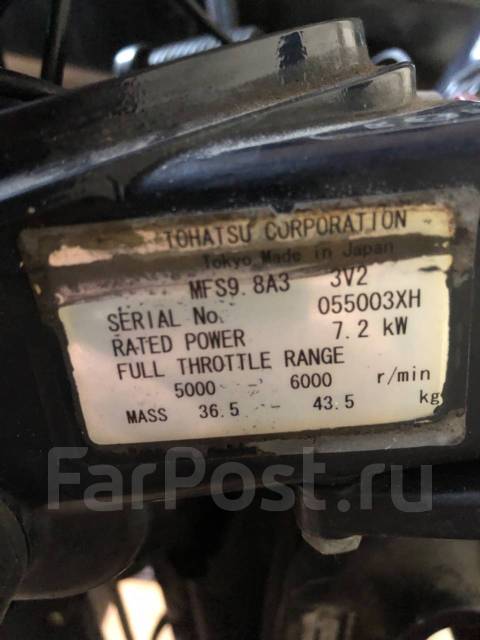 TOHATSU CORPORATION
Tokyo Made in Japan
MFS9.8A3 3V2
SERIAL No. 055003XH
RATED POWER 7.2 kW
FULL THROTTLE RANGE
5000 - 6000 r/min
MASS 36.5 - 43.5 kg
FarPost.ru